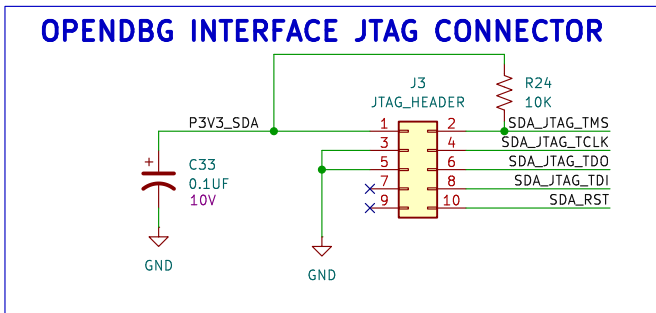 OPENDBG INTERFACE JTAG CONNECTOR
J3
JTAG_HEADER
R24
10K
P3V3_SDA
1
2
SDA_JTAG_TMS
3
4
SDA_JTAG_TCLK
5
6
SDA_JTAG_TDO
7
8
SDA_JTAG_TDI
9
10
SDA_RST
+
C33
0.1UF
10V
GND
GND